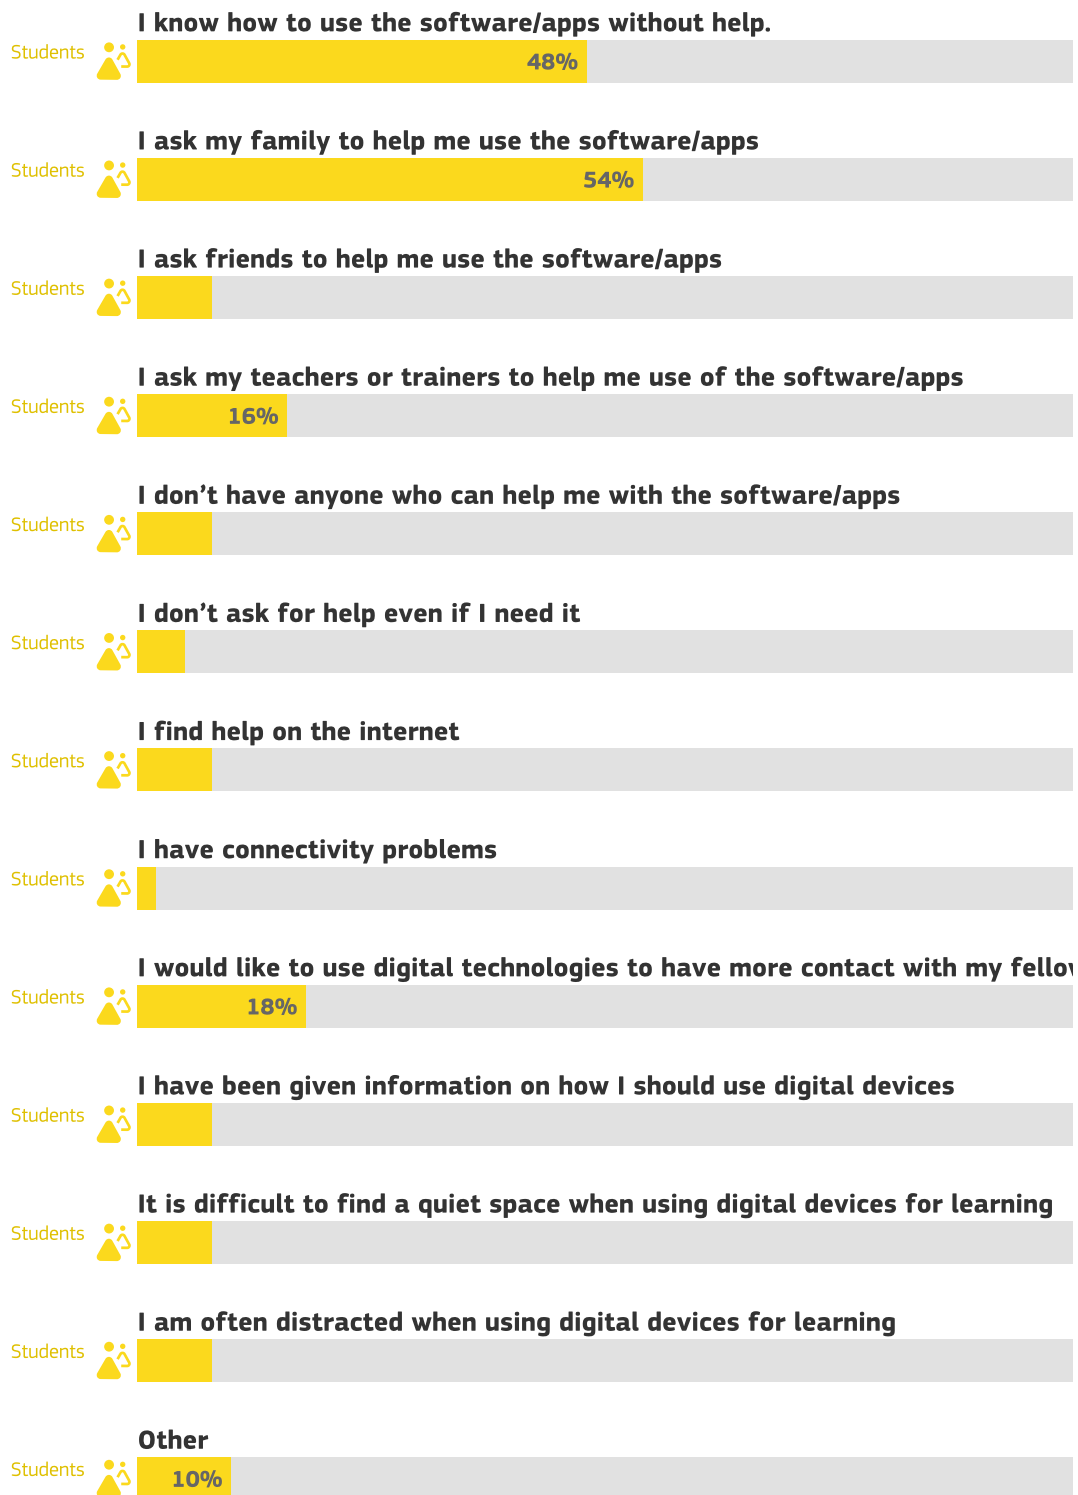 I know how to use the software/apps without help.
Students
48%
I ask my family to help me use the software/apps
Students
54%
I ask friends to help me use the software/apps
Students
I ask my teachers or trainers to help me use of the software/apps
Students
16%
I don’t have anyone who can help me with the software/apps
Students
I don’t ask for help even if I need it
Students
I find help on the internet
Students
I have connectivity problems
Students
I would like to use digital technologies to have more contact with my
Students
18%
I have been given information on how I should use digital devices
Students
It is difficult to find a quiet space when using digital devices for learning
Students
I am often distracted when using digital devices for learning
Students
Other
Students
10%